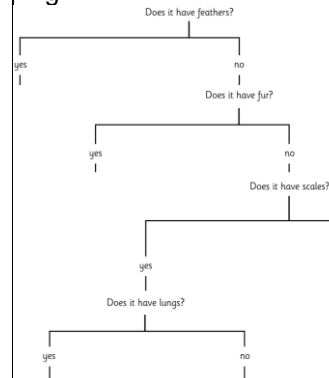 Does it have feathers?
yes
no
Does it have fur?
yes
no
Does it have scales?
yes
Does it have lungs?
yes
no